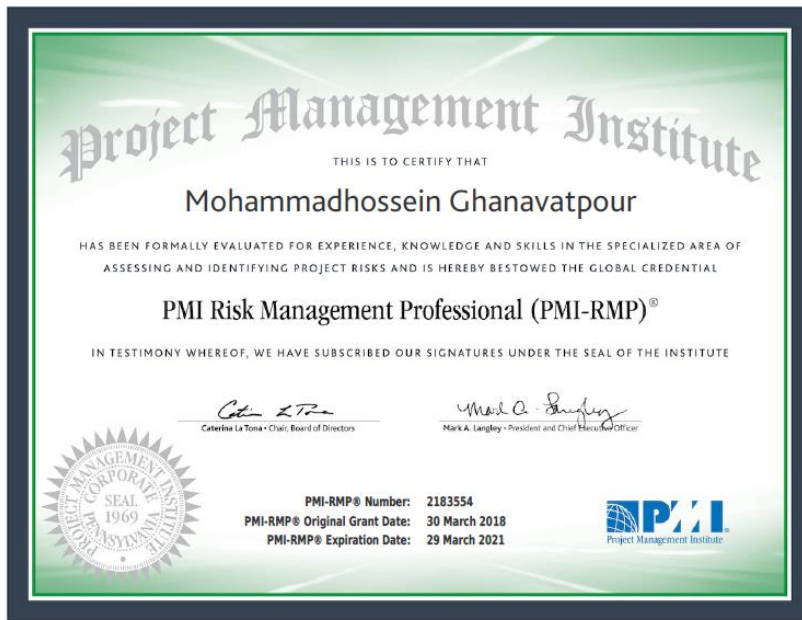 Project Management Institute
THIS IS TO CERTIFY THAT
Mohammadhossein Ghanavatpour
HAS BEEN FORMALLY EVALUATED FOR EXPERIENCE, KNOWLEDGE AND SKILLS IN THE SPECIALIZED AREA OF
ASSESSING AND IDENTIFYING PROJECT RISKS AND IS HEREBY BESTOWED THE GLOBAL CREDENTIAL
PMI Risk Management Professional (PMI-RMP)®
IN TESTIMONY WHEREOF, WE HAVE SUBSCRIBED OUR SIGNATURES UNDER THE SEAL OF THE INSTITUTE
Caterina La Tona • Chair, Board of Directors
Mark A. Langley • President and Chief Executive Officer
PROJECT MANAGEMENT INSTITUTE
PENNSYLVANIA
CORPORATE
SEAL
1969
PMI-RMP® Number: 2183554
PMI-RMP® Original Grant Date: 30 March 2018
PMI-RMP® Expiration Date: 29 March 2021
PMI
Project Management Institute